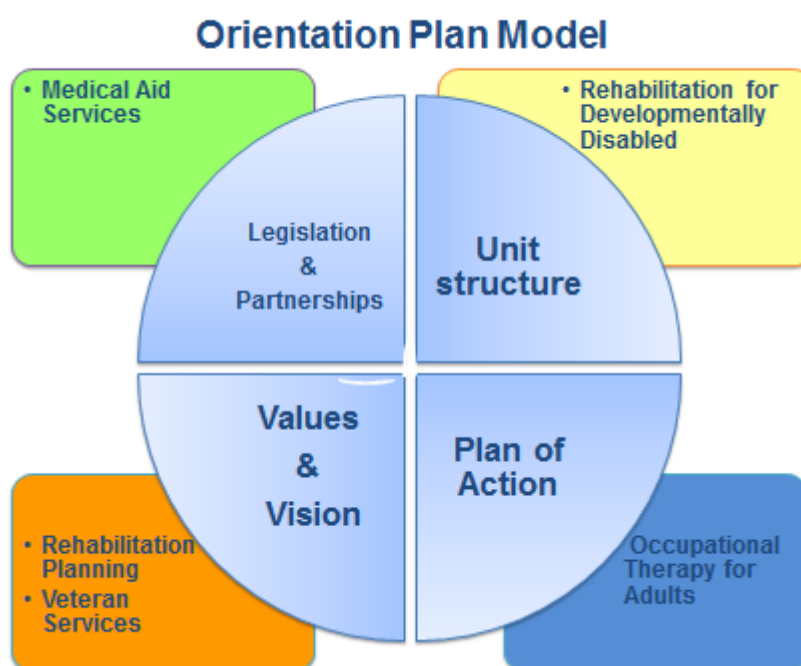 Orientation Plan Model
• Medical Aid
Services
• Rehabilitation for
Developmentally
Disabled
Legislation
&
Partnerships
Unit
structure
Values
&
Vision
Plan of
Action
• Rehabilitation
Planning
• Veteran
Services
Occupational
Therapy for
Adults